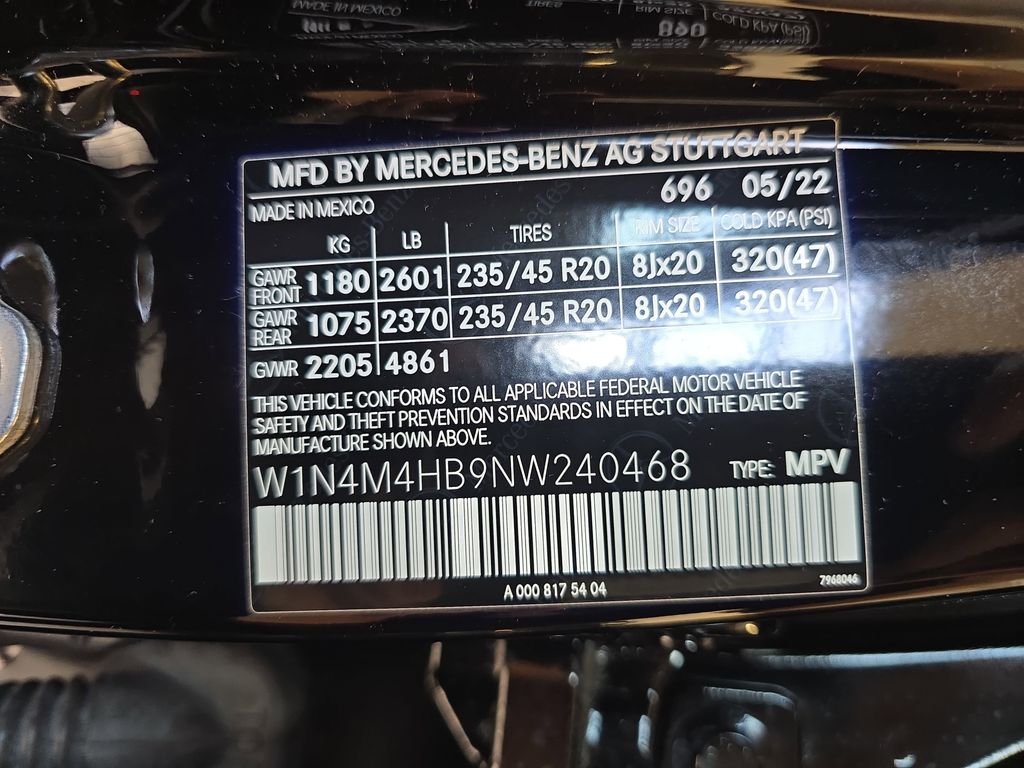 MFD BY MERCEDES-BENZ AG STUTTGART
696 05/22
MADE IN MEXICO
KG LB TIRES RIM SIZE COLD KPA (PSI)
GAWR FRONT 1180 2601 235/45 R20 8Jx20 320(47)
GAWR REAR 1075 2370 235/45 R20 8Jx20 320(47)
GVWR 2205 4861
THIS VEHICLE CONFORMS TO ALL APPLICABLE FEDERAL MOTOR VEHICLE
SAFETY AND THEFT PREVENTION STANDARDS IN EFFECT ON THE DATE OF
MANUFACTURE SHOWN ABOVE.
W1N4M4HB9NW240468 TYPE: MPV
A 000 817 54 04
7968046